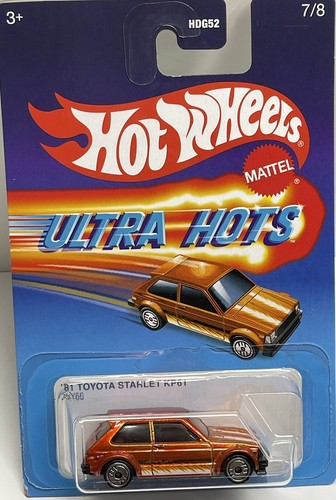 3+
HDG52
7/8
HOT WHEELS
MATTEL
ULTRA HOTS
'81 TOYOTA STARLET KP61